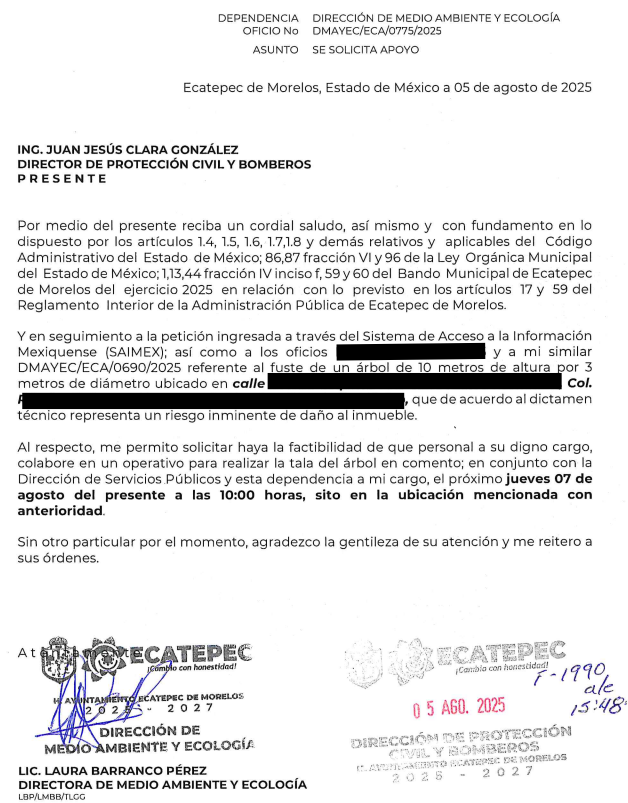 DEPENDENCIA DIRECCIÓN DE MEDIO AMBIENTE Y ECOLOGÍA
OFICIO No DMAYEC/ECA/0775/2025
ASUNTO SE SOLICITA APOYO
Ecatepec de Morelos, Estado de México a 05 de agosto de 2025
ING. JUAN JESÚS CLARA GONZÁLEZ
DIRECTOR DE PROTECCIÓN CIVIL Y BOMBEROS
P R E S E N T E
Por medio del presente reciba un cordial saludo, así mismo y con fundamento en lo
dispuesto por los artículos 1.4, 1.5, 1.6, 1.7,1.8 y demás relativos y aplicables del Código
Administrativo del Estado de México; 86,87 fracción VI y 96 de la Ley Orgánica Municipal
del Estado de México; 1,13,44 fracción IV inciso f, 59 y 60 del Bando Municipal de Ecatepec
de Morelos del ejercicio 2025 en relación con lo previsto en los artículos 17 y 59 del
Reglamento Interior de la Administración Pública de Ecatepec de Morelos.
Y en seguimiento a la petición ingresada a través del Sistema de Acceso a la Información
Mexiquense (SAIMEX); así como a los oficios y a mi similar
DMAYEC/ECA/0690/2025 referente al fuste de un árbol de 10 metros de altura por 3
metros de diámetro ubicado en calle Col.
, que de acuerdo al dictamen
técnico representa un riesgo inminente de daño al inmueble.
Al respecto, me permito solicitar haya la factibilidad de que personal a su digno cargo,
colabore en un operativo para realizar la tala del árbol en comento; en conjunto con la
Dirección de Servicios Públicos y esta dependencia a mi cargo, el próximo jueves 07 de
agosto del presente a las 10:00 horas, sito en la ubicación mencionada con
anterioridad.
Sin otro particular por el momento, agradezco la gentileza de su atención y me reitero a
sus órdenes.
Atentamente
ECATEPEC
¡Cambio con honestidad!
H. AYUNTAMIENTO ECATEPEC DE MORELOS
2025 - 2027
DIRECCIÓN DE
MEDIO AMBIENTE Y ECOLOGÍA
LIC. LAURA BARRANCO PÉREZ
DIRECTORA DE MEDIO AMBIENTE Y ECOLOGÍA
LBP/LMBB/TLGG
ECATEPEC
¡Cambio con honestidad!
F-1990
a/c
15:48
05 AGO. 2025
DIRECCIÓN DE PROTECCIÓN
CIVIL Y BOMBEROS
H. AYUNTAMIENTO ECATEPEC DE MORELOS
2025 - 2027